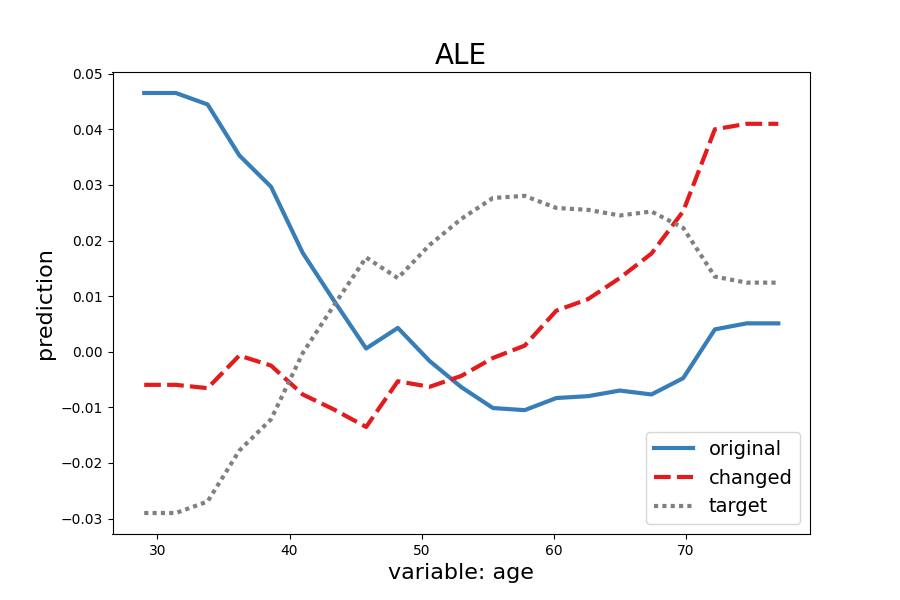 ALE
0.05
0.04
0.03
0.02
0.01
0.00
−0.01
−0.02
−0.03
prediction
30 40 50 60 70
variable: age
original
changed
target